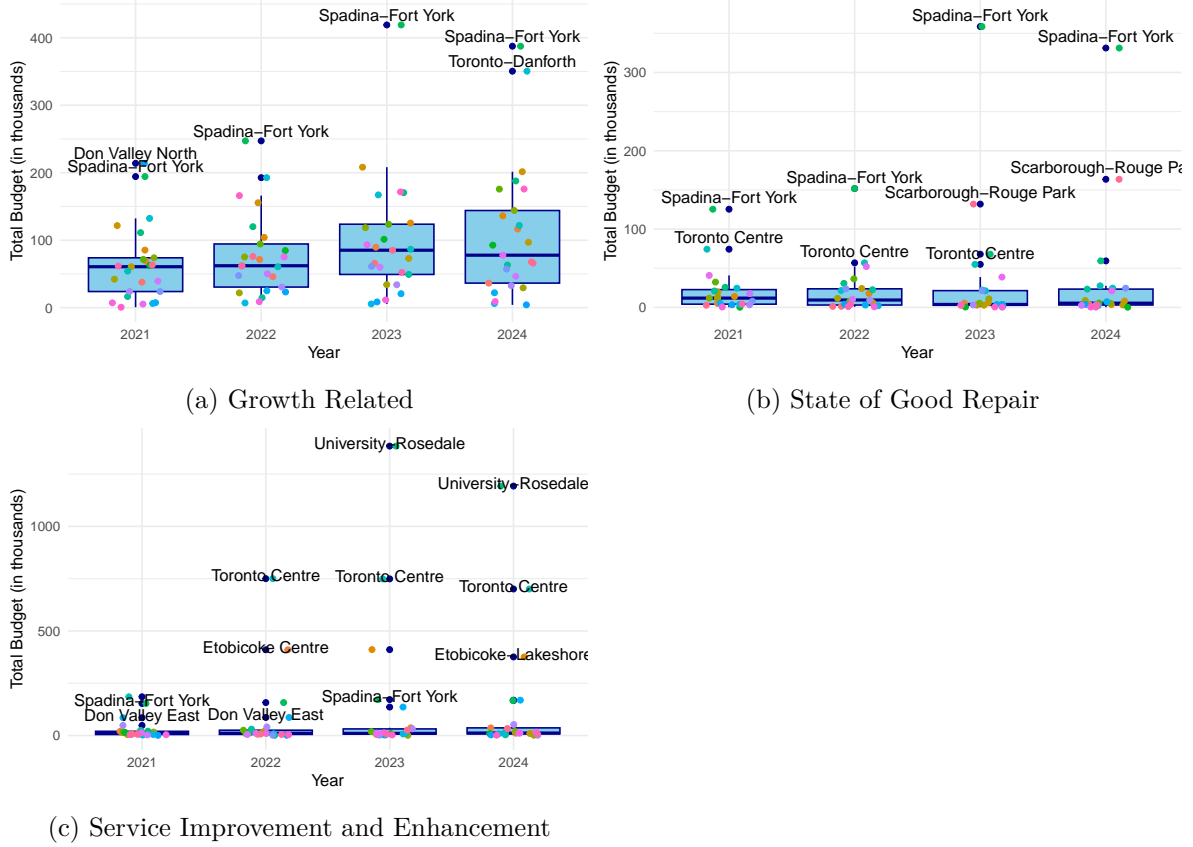 Spadina−Fort York
Spadina−Fort York
Toronto−Danforth
Spadina−Fort York
Don Valley North
Spadina−Fort York
400
300
200
100
0
Total Budget (in thousands)
2021 2022 2023 2024
Year
(a) Growth Related
Spadina−Fort York
Spadina−Fort York
Scarborough−Rouge Pa
Spadina−Fort York
Scarborough−Rouge Park
Spadina−Fort York
Toronto Centre
Toronto Centre
Toronto Centre
300
200
100
0
Total Budget (in thousands)
2021 2022 2023 2024
Year
(b) State of Good Repair
University−Rosedale
University−Rosedale
Toronto Centre
Toronto Centre
Toronto Centre
Etobicoke Centre
Etobicoke−Lakeshore
Spadina−Fort York
Spadina−Fort York
Don Valley East
Don Valley East
1000
500
0
Total Budget (in thousands)
2021 2022 2023 2024
Year
(c) Service Improvement and Enhancement